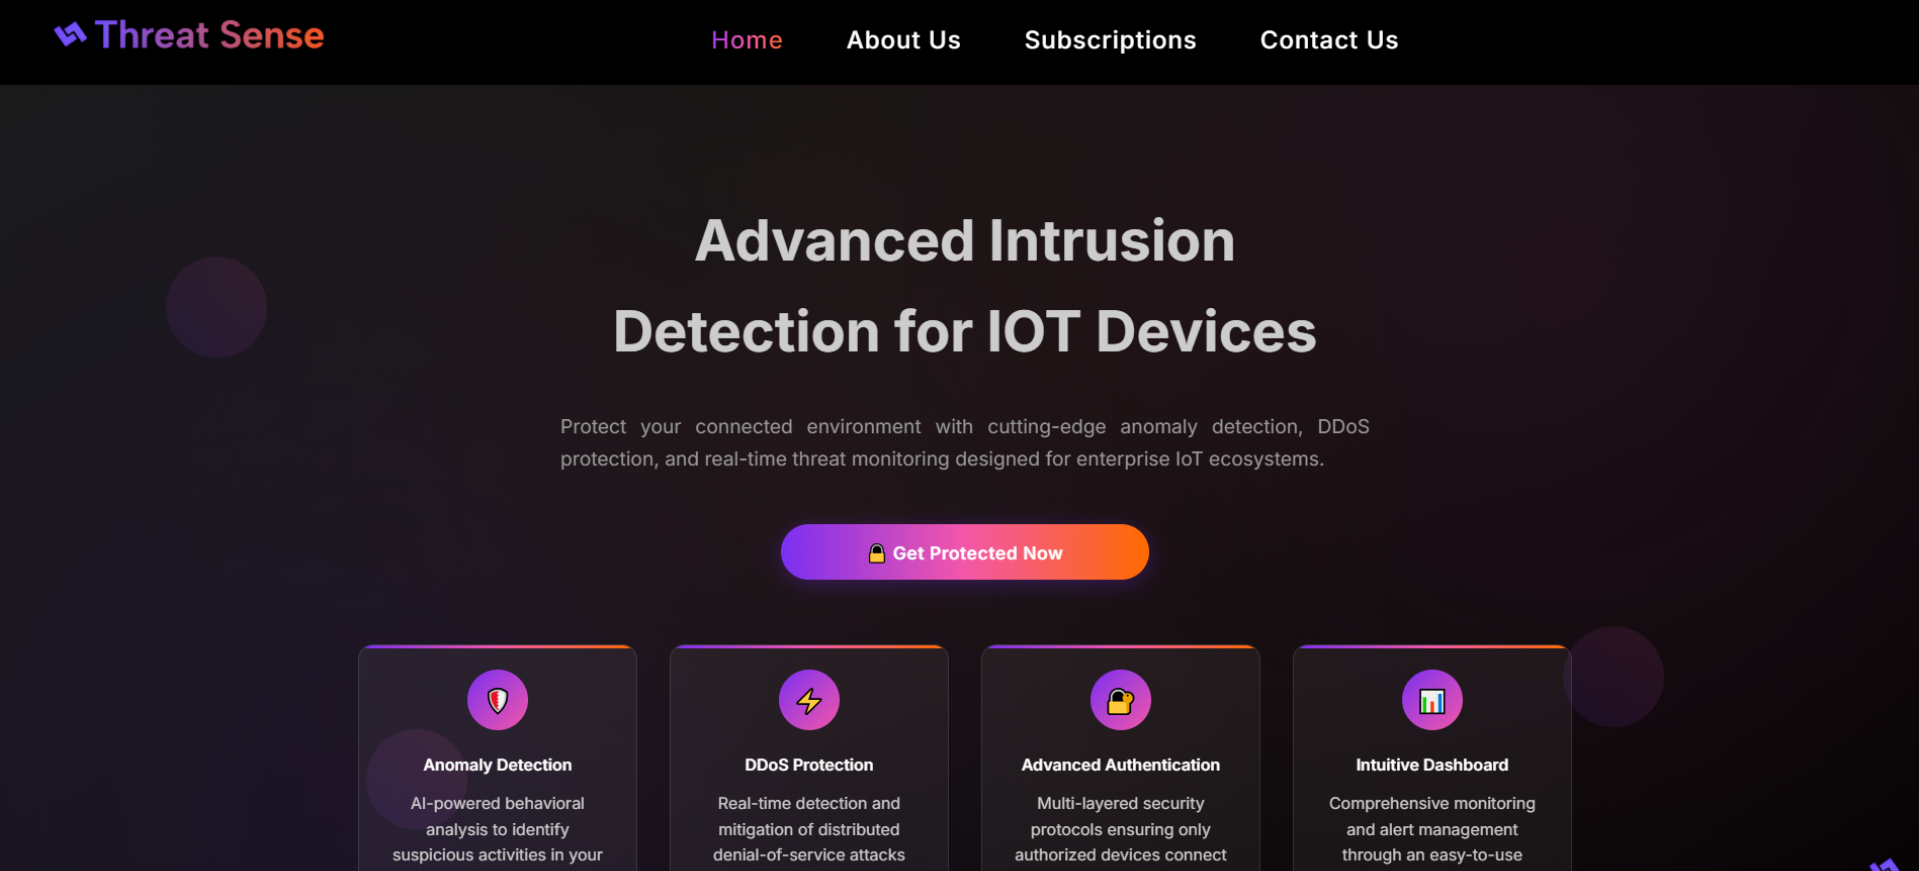 Threat Sense
Home
About Us
Subscriptions
Contact Us
Advanced Intrusion
Detection for IOT Devices
Protect your connected environment with cutting-edge anomaly detection, DDoS
protection, and real-time threat monitoring designed for enterprise IoT ecosystems.
Get Protected Now
Anomaly Detection
AI-powered behavioral
analysis to identify
suspicious activities in your
DDoS Protection
Real-time detection and
mitigation of distributed
denial-of-service attacks
Advanced Authentication
Multi-layered security
protocols ensuring only
authorized devices connect
Intuitive Dashboard
Comprehensive monitoring
and alert management
through an easy-to-use